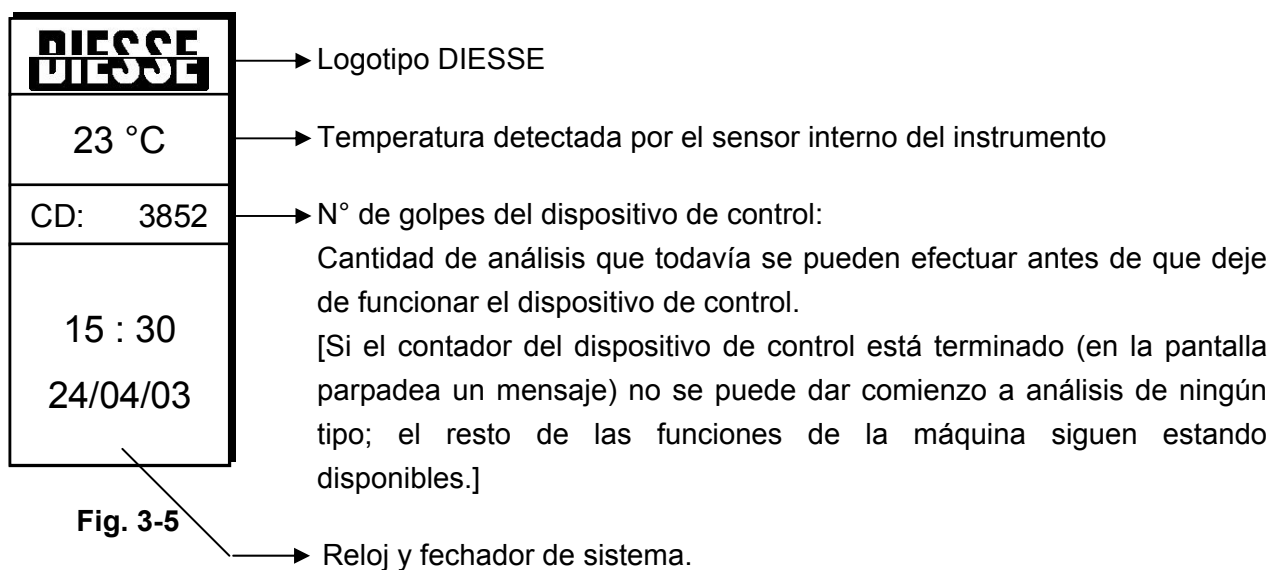 DIESSE
Logotipo DIESSE
23 °C
Temperatura detectada por el sensor interno del instrumento
CD: 3852
N° de golpes del dispositivo de control:
Cantidad de análisis que todavía se pueden efectuar antes de que deje
de funcionar el dispositivo de control.
[Si el contador del dispositivo de control está terminado (en la pantalla
parpadea un mensaje) no se puede dar comienzo a análisis de ningún
tipo; el resto de las funciones de la máquina siguen estando
disponibles.]
15 : 30
24/04/03
Fig. 3-5
Reloj y fechador de sistema.